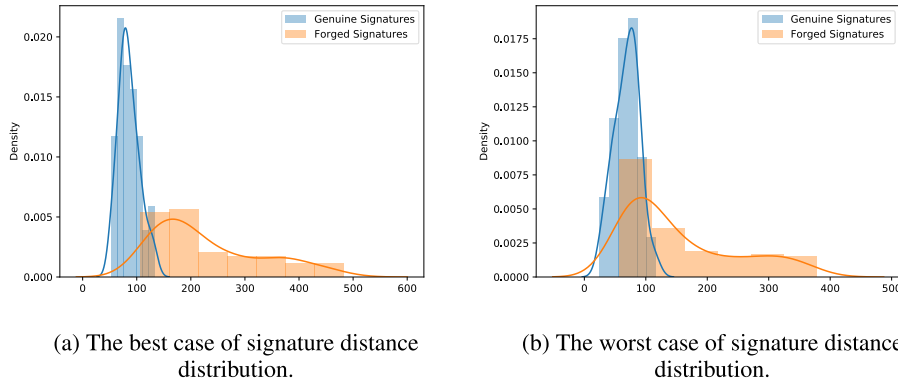 Genuine Signatures
Forged Signatures
0.020
0.015
0.010
0.005
0.000
Density
0 100 200 300 400 500 600
(a) The best case of signature distance
distribution.
Genuine Signatures
Forged Signatures
0.0175
0.0150
0.0125
0.0100
0.0075
0.0050
0.0025
0.0000
Density
0 100 200 300 400 500
(b) The worst case of signature distance
distribution.